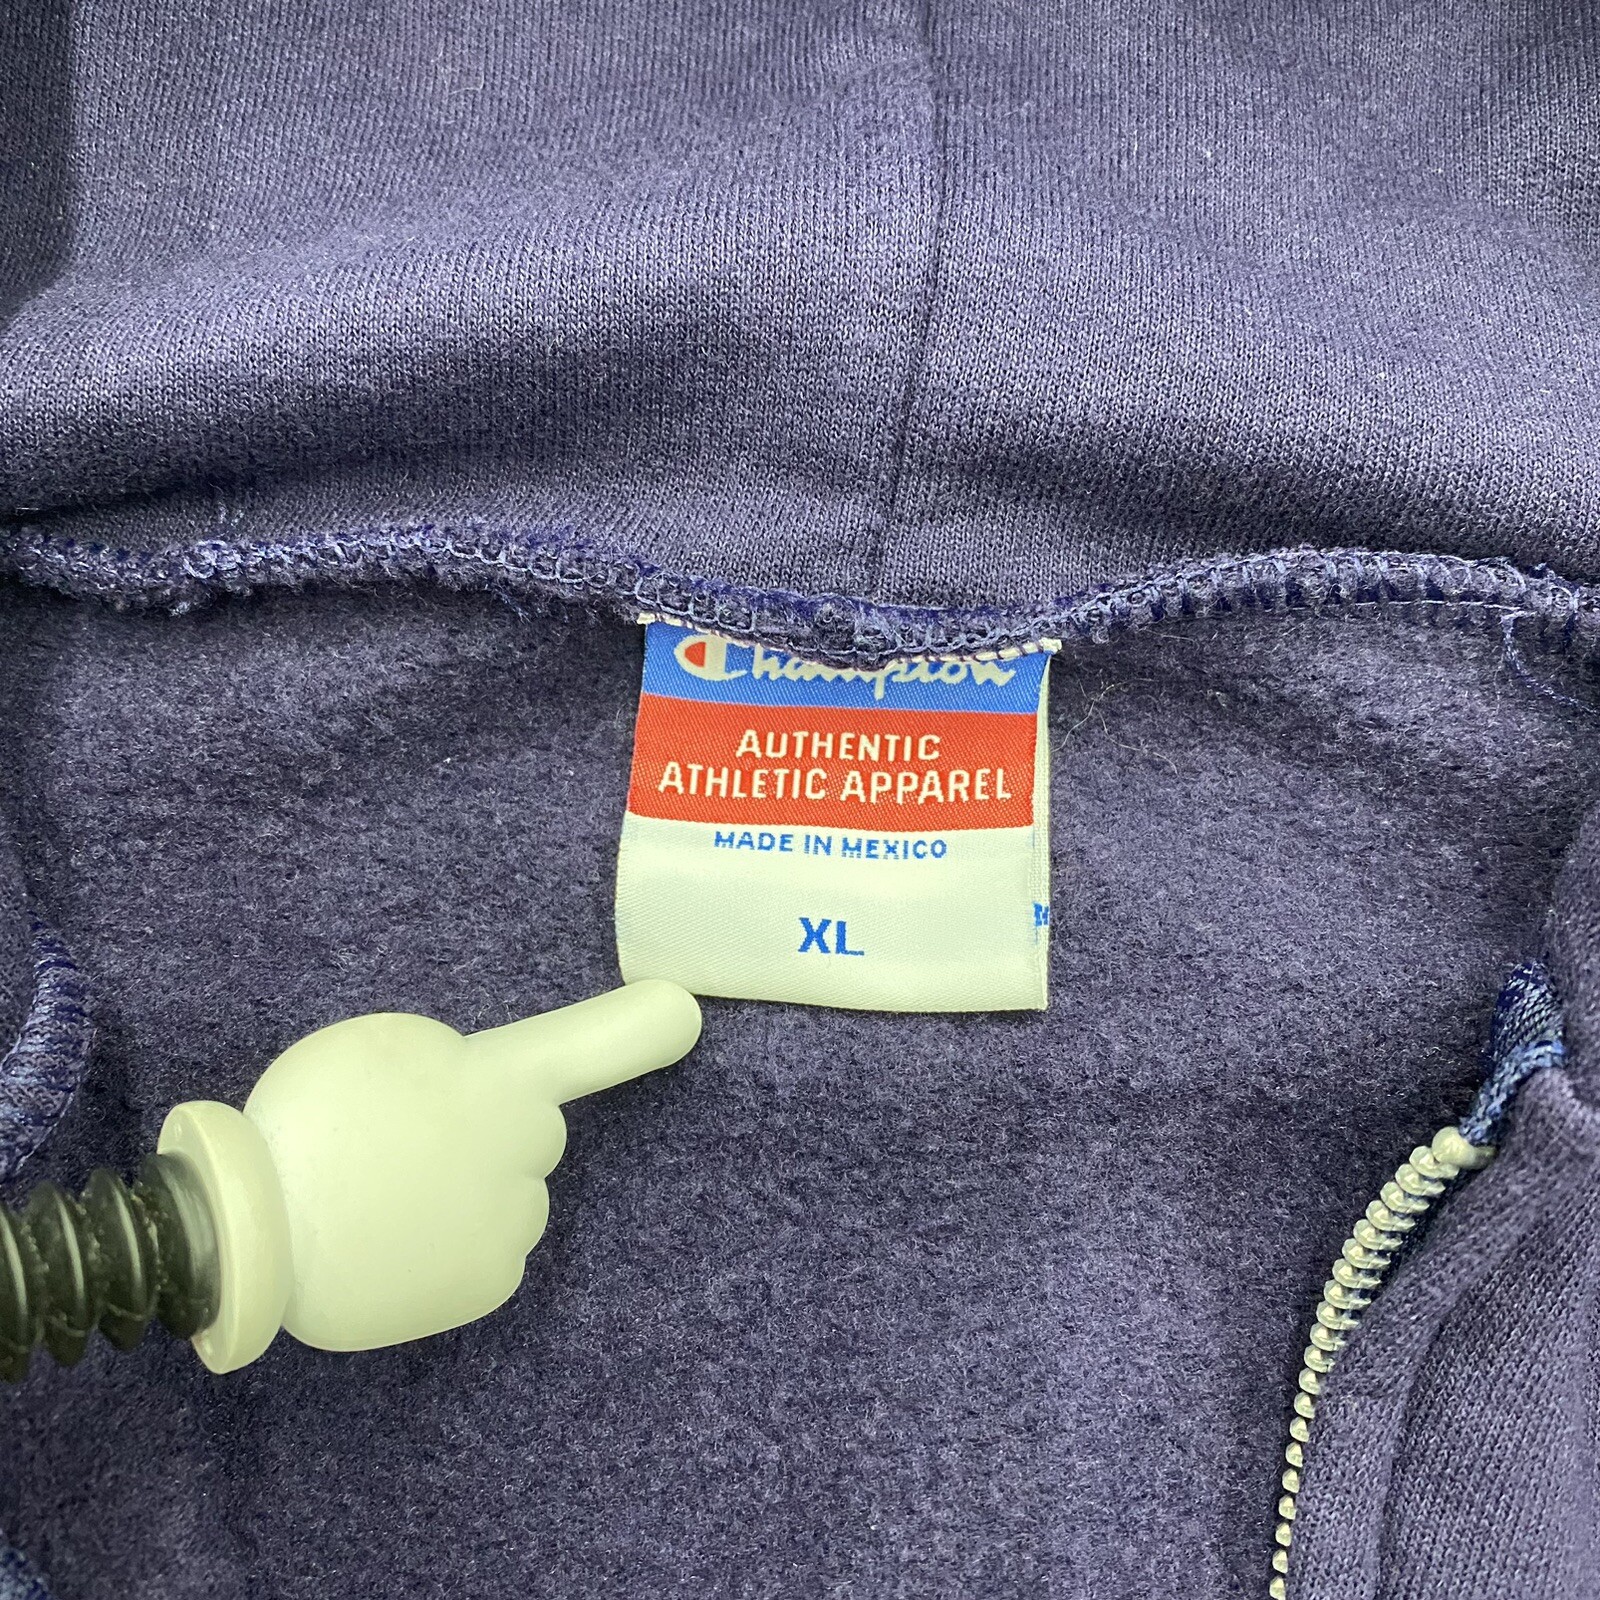 Champion
AUTHENTIC
ATHLETIC APPAREL
MADE IN MEXICO
XL